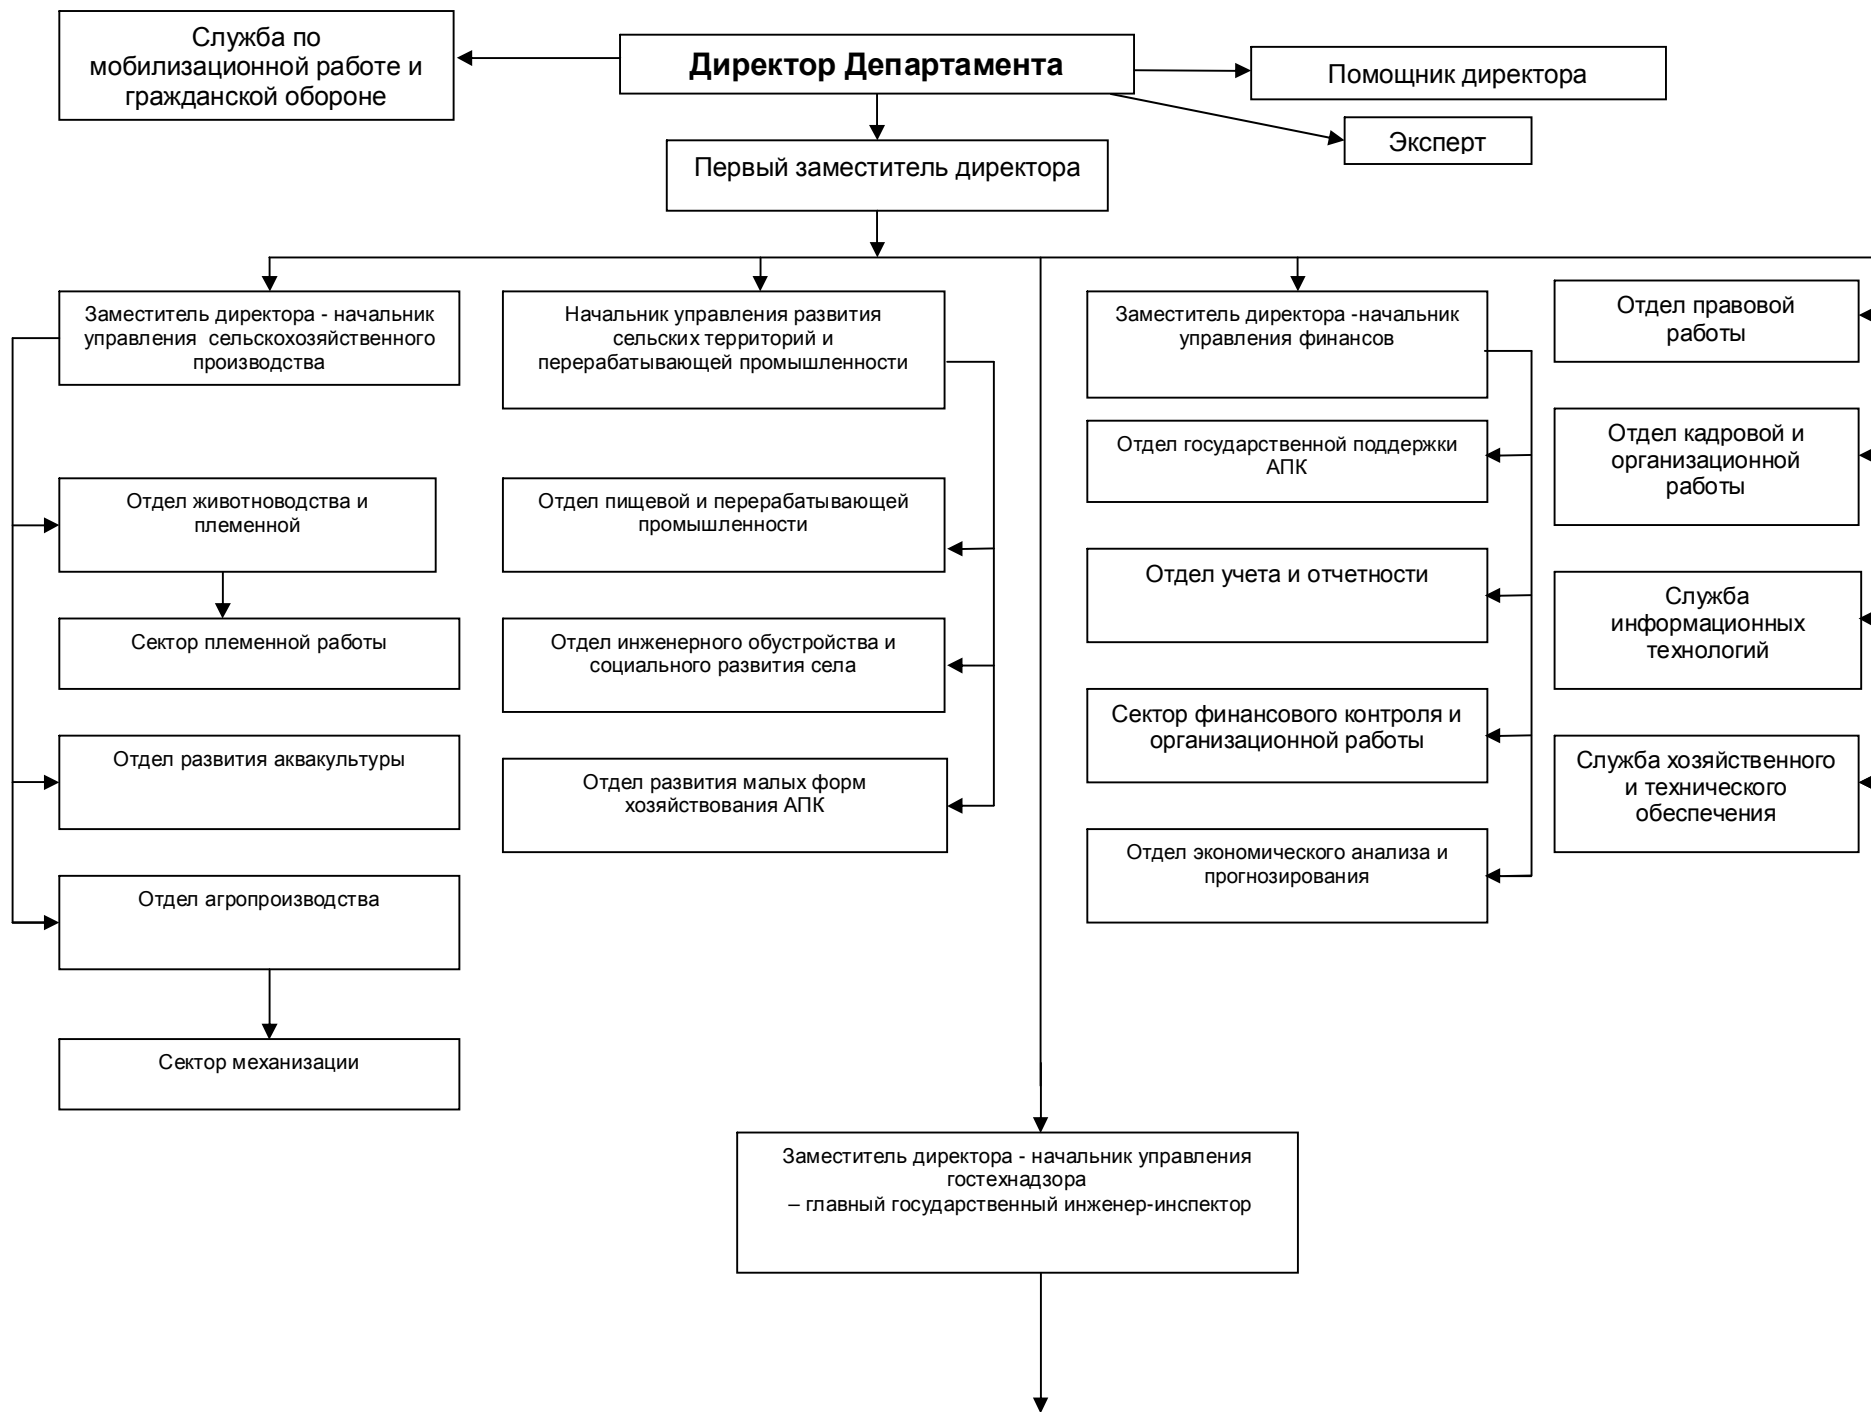 Служба по
мобилизационной работе и
гражданской обороне
Директор Департамента
Помощник директора
Эксперт
Первый заместитель директора
Заместитель директора - начальник
управления сельскохозяйственного
производства
Начальник управления развития
сельских территорий и
перерабатывающей промышленности
Заместитель директора -начальник
управления финансов
Отдел правовой
работы
Отдел государственной поддержки
АПК
Отдел кадровой и
организационной
работы
Отдел животноводства и
племенной
Отдел пищевой и перерабатывающей
промышленности
Отдел учета и отчетности
Служба
информационных
технологий
Сектор племенной работы
Отдел инженерного обустройства и
социального развития села
Сектор финансового контроля и
организационной работы
Отдел развития аквакультуры
Отдел развития малых форм
хозяйствования АПК
Служба хозяйственного
и технического
обеспечения
Отдел экономического анализа и
прогнозирования
Отдел агропроизводства
Сектор механизации
Заместитель директора - начальник управления
гостехнадзора
– главный государственный инженер-инспектор